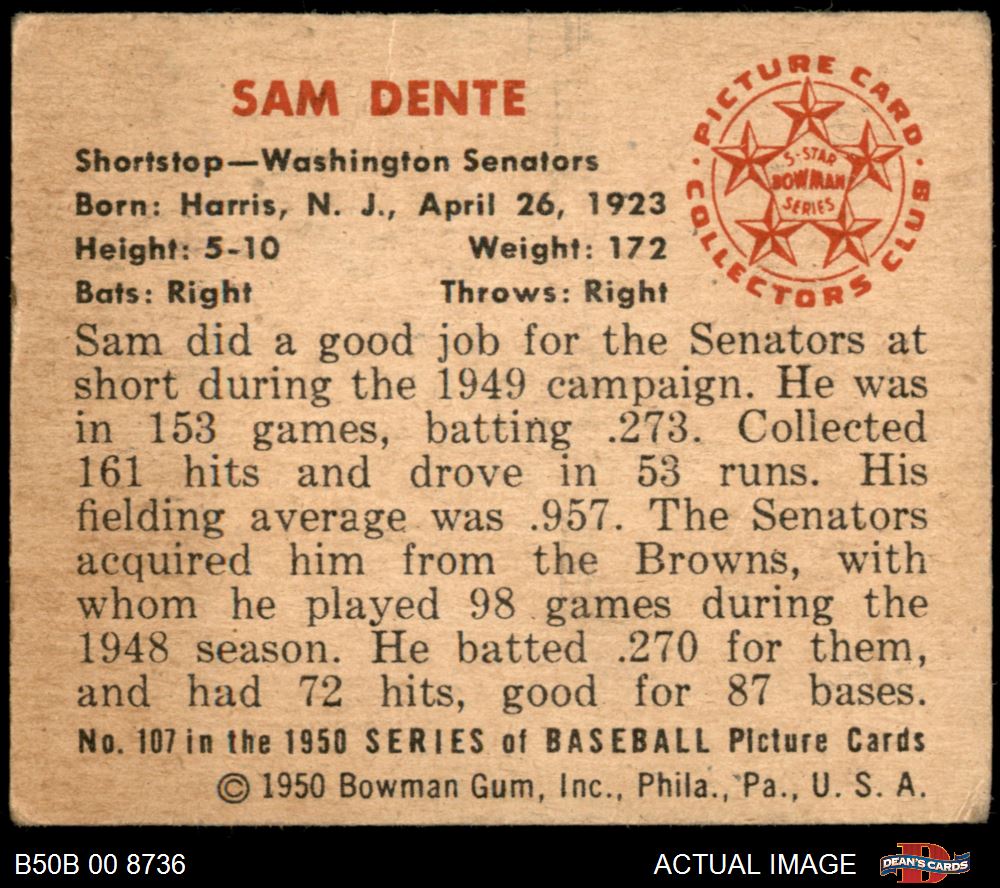 SAM DENTE
Shortstop—Washington Senators
Born: Harris, N. J., April 26, 1923
Height: 5-10 Weight: 172
Bats: Right Throws: Right
PICTURE CARD
COLLECTORS CLUB
5-STAR
BOWMAN
SERIES
Sam did a good job for the Senators at
short during the 1949 campaign. He was
in 153 games, batting .273. Collected
161 hits and drove in 53 runs. His
fielding average was .957. The Senators
acquired him from the Browns, with
whom he played 98 games during the
1948 season. He batted .270 for them,
and had 72 hits, good for 87 bases.
No. 107 in the 1950 SERIES of BASEBALL Picture Cards
© 1950 Bowman Gum, Inc., Phila., Pa., U. S. A.
B50B 00 8736 ACTUAL IMAGE
D
DEAN'S CARDS